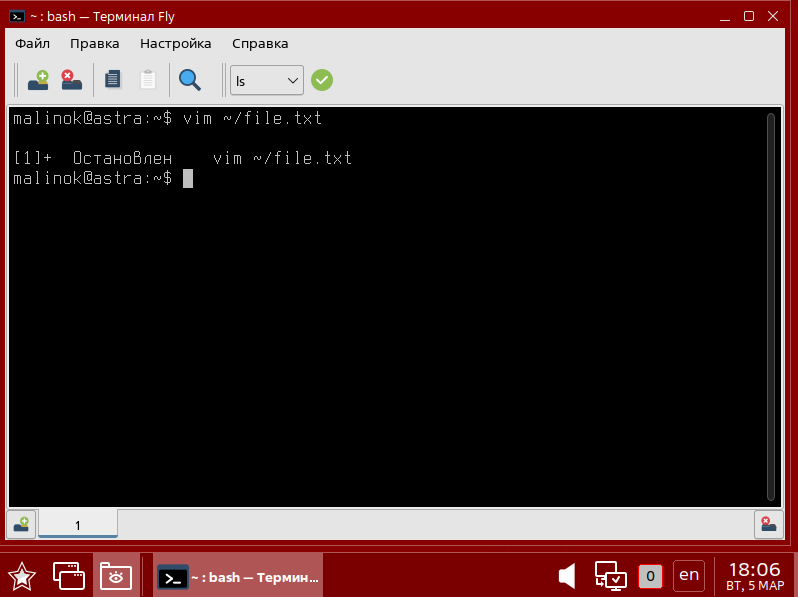 ~ : bash — Терминал Fly
Файл Правка Настройка Справка
ls
malinok@astra:~$ vim ~/file.txt
[1]+  Остановлен    vim ~/file.txt
malinok@astra:~$
1
~ : bash — Термин...
0
en
18:06
ВТ, 5 МАР